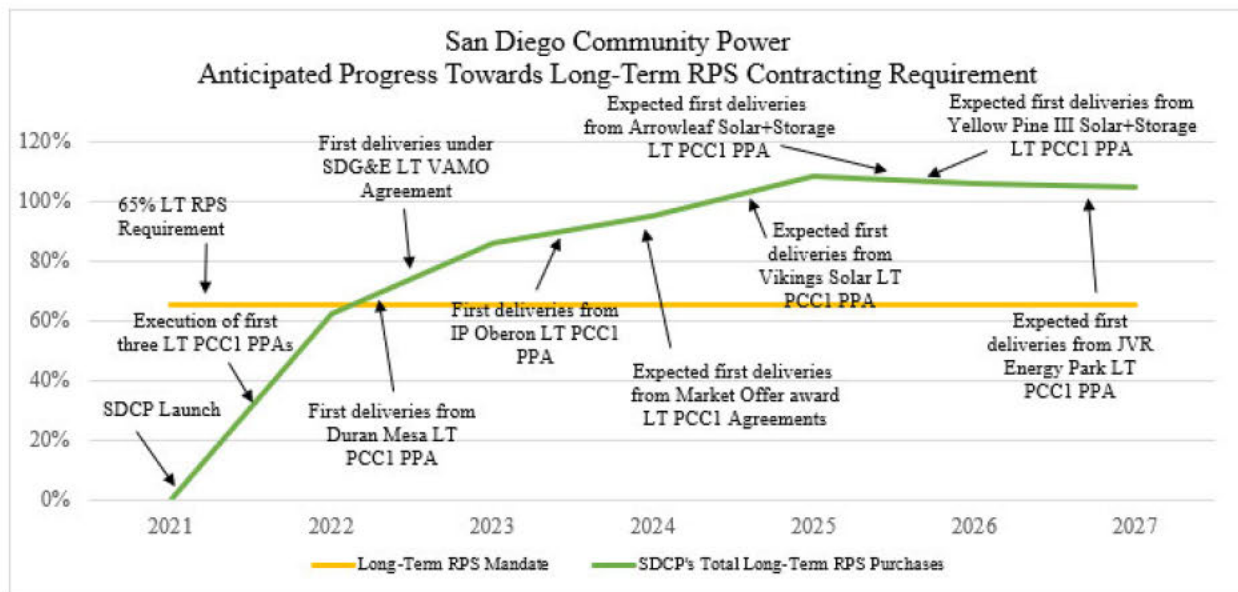 San Diego Community Power
Anticipated Progress Towards Long-Term RPS Contracting Requirement
120%
100%
80%
60%
40%
20%
0%
65% LT RPS
Requirement
Execution of first
three LT PCC1 PPAs
SDCP Launch
First deliveries under
SDG&E LT VAMO
Agreement
First deliveries from
Duran Mesa LT
PCC1 PPA
First deliveries from
IP Oberon LT PCC1
PPA
Expected first deliveries
from Arrowleaf Solar+Storage
LT PCC1 PPA
Expected first deliveries
from Market Offer award
LT PCC1 Agreements
Expected first
deliveries from
Vikings Solar LT
PCC1 PPA
Expected first deliveries from
Yellow Pine III Solar+Storage
LT PCC1 PPA
Expected first
deliveries from JVR
Energy Park LT
PCC1 PPA
2021
2022
2023
2024
2025
2026
2027
Long-Term RPS Mandate
SDCP's Total Long-Term RPS Purchases